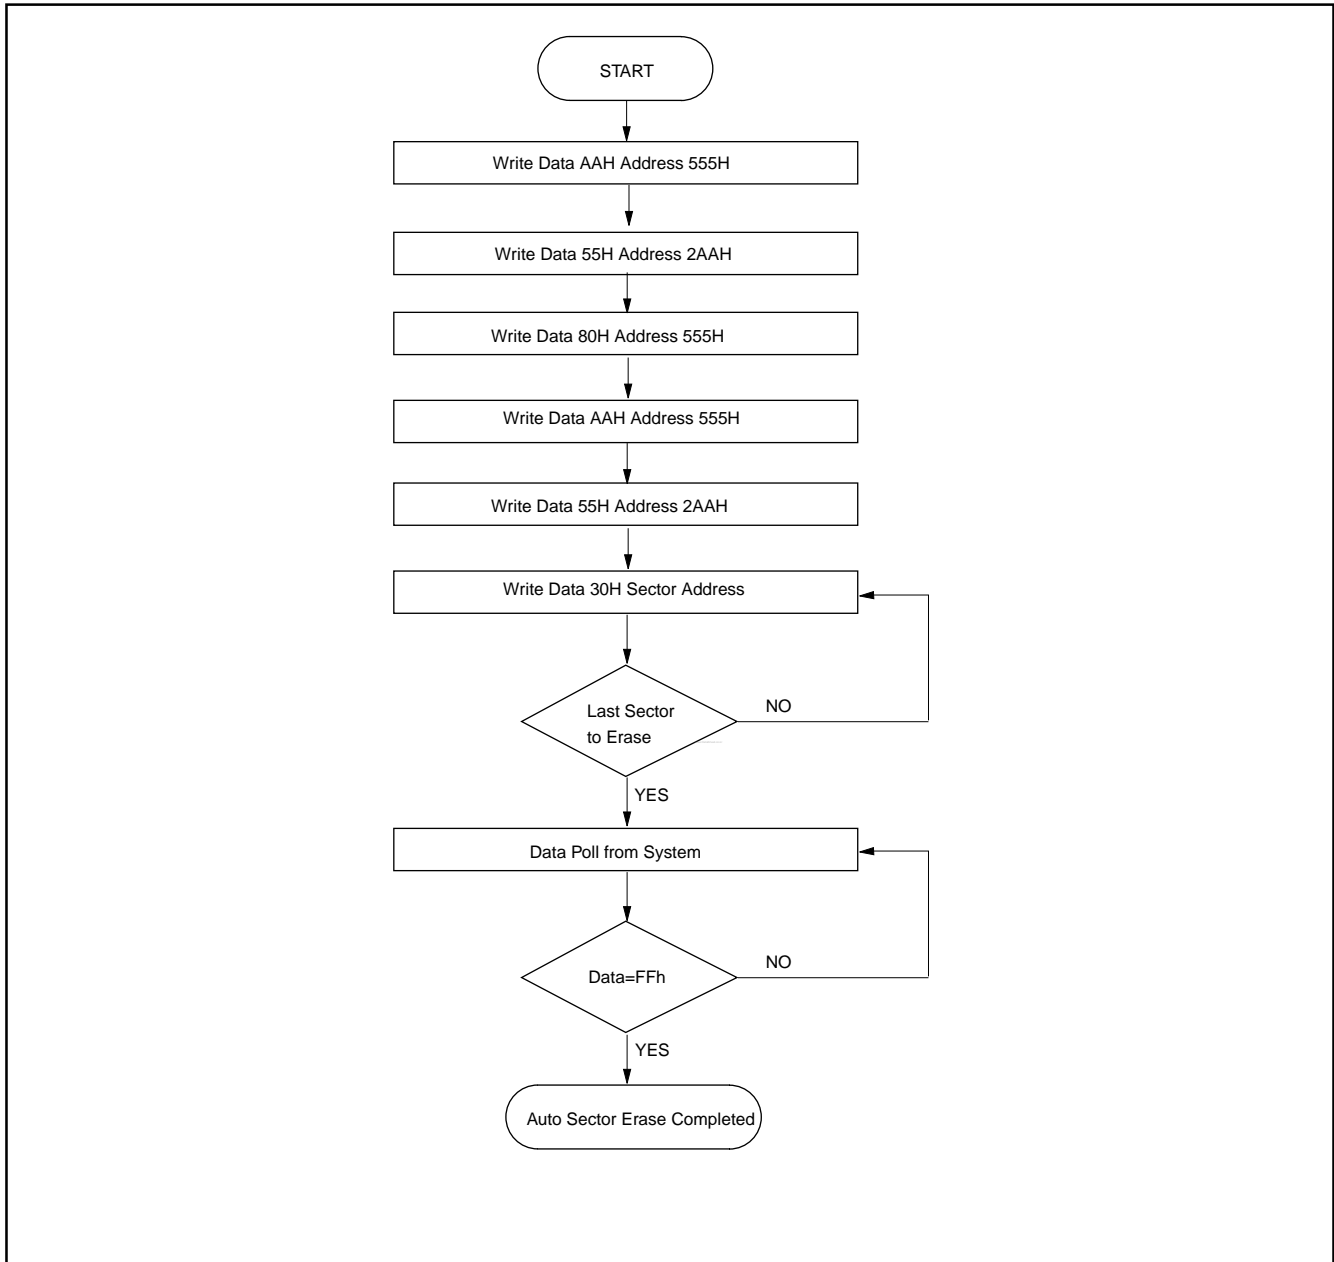 START
Write Data AAH Address 555H
Write Data 55H Address 2AAH
Write Data 80H Address 555H
Write Data AAH Address 555H
Write Data 55H Address 2AAH
Write Data 30H Sector Address
Last Sector
to Erase
NO
YES
Data Poll from System
Data=FFh
NO
YES
Auto Sector Erase Completed